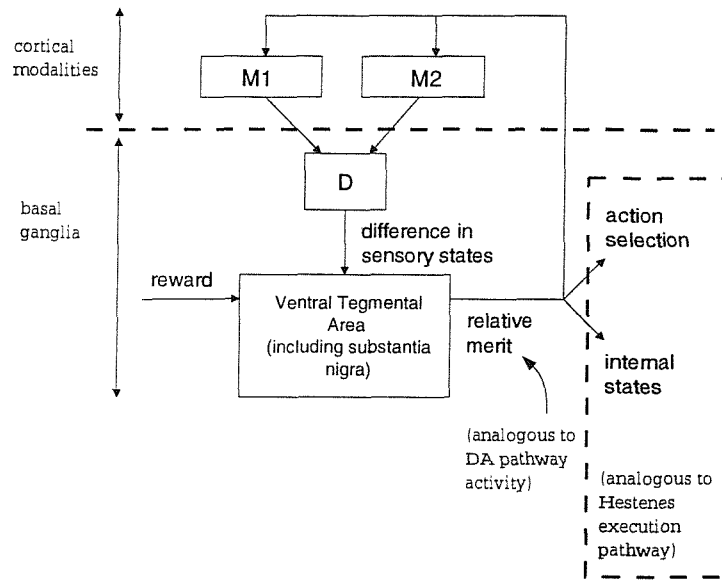 cortical
modalities
M1
M2
D
basal
ganglia
difference in
sensory states
action
selection
reward
Ventral Tegmental
Area
(including substantia
nigra)
relative
merit
internal
states
(analogous to
DA pathway
activity)
(analogous to
Hestenes
execution
pathway)